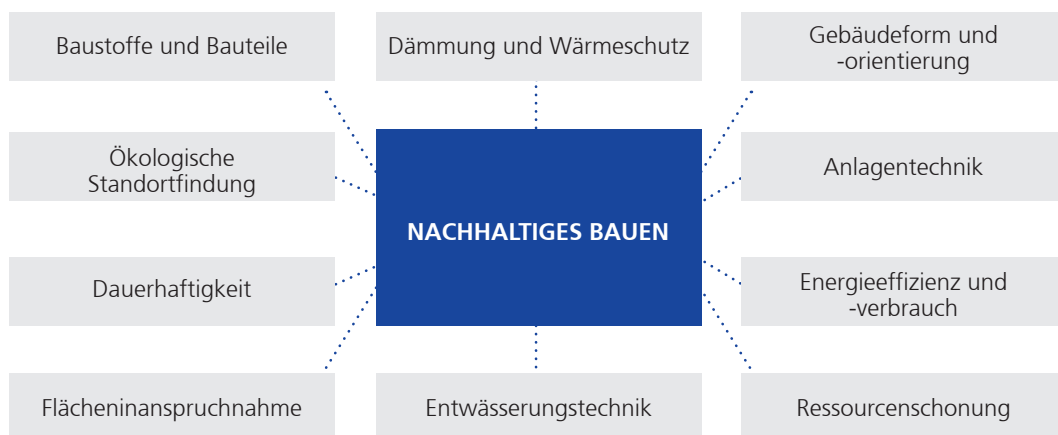 Baustoffe und Bauteile
Dämmung und Wärmeschutz
Gebäudeform und
-orientierung
Ökologische
Standortfindung
Anlagentechnik
NACHHALTIGES BAUEN
Dauerhaftigkeit
Energieeffizienz und
-verbrauch
Flächeninanspruchnahme
Entwässerungstechnik
Ressourcenschonung